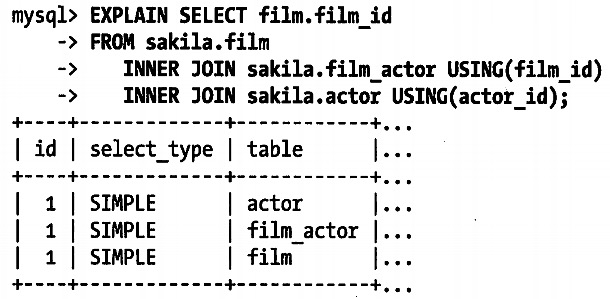 mysql> EXPLAIN SELECT film.film_id
    -> FROM sakila.film
    ->    INNER JOIN sakila.film_actor USING(film_id)
    ->    INNER JOIN sakila.actor USING(actor_id);
+----+-------------+------------+...
| id | select_type | table      |...
+----+-------------+------------+...
|  1 | SIMPLE      | actor      |...
|  1 | SIMPLE      | film_actor |...
|  1 | SIMPLE      | film       |...
+----+-------------+------------+...